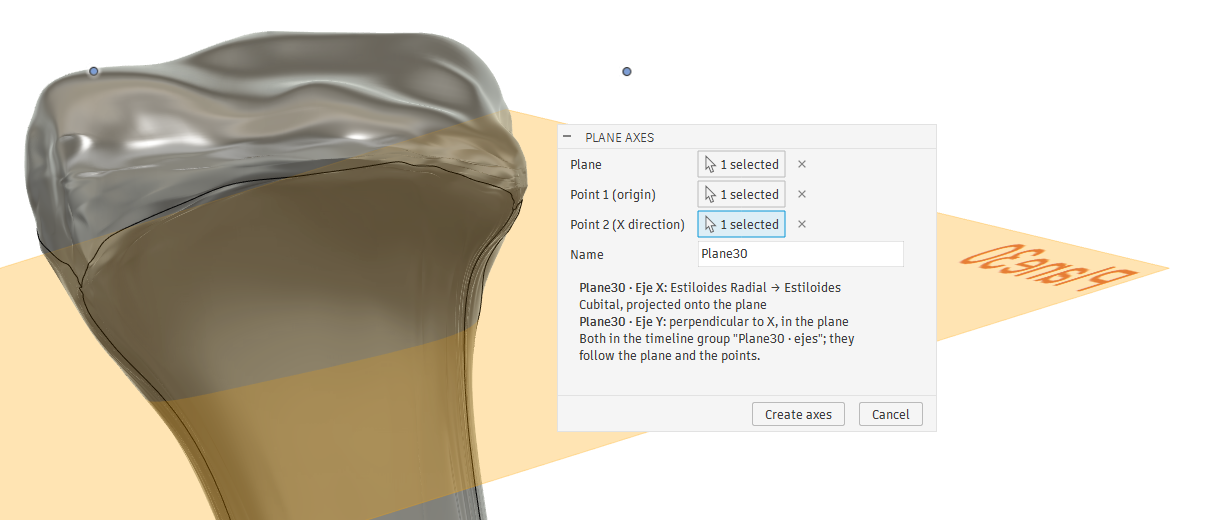 PLANE AXES
Plane
1 selected
Point 1 (origin)
1 selected
Point 2 (X direction)
1 selected
Name
Plane30
Plane30 · Eje X: Estiloides Radial → Estiloides
Cubital, projected onto the plane
Plane30 · Eje Y: perpendicular to X, in the plane
Both in the timeline group "Plane30 · ejes"; they
follow the plane and the points.
Create axes
Cancel
Plane30